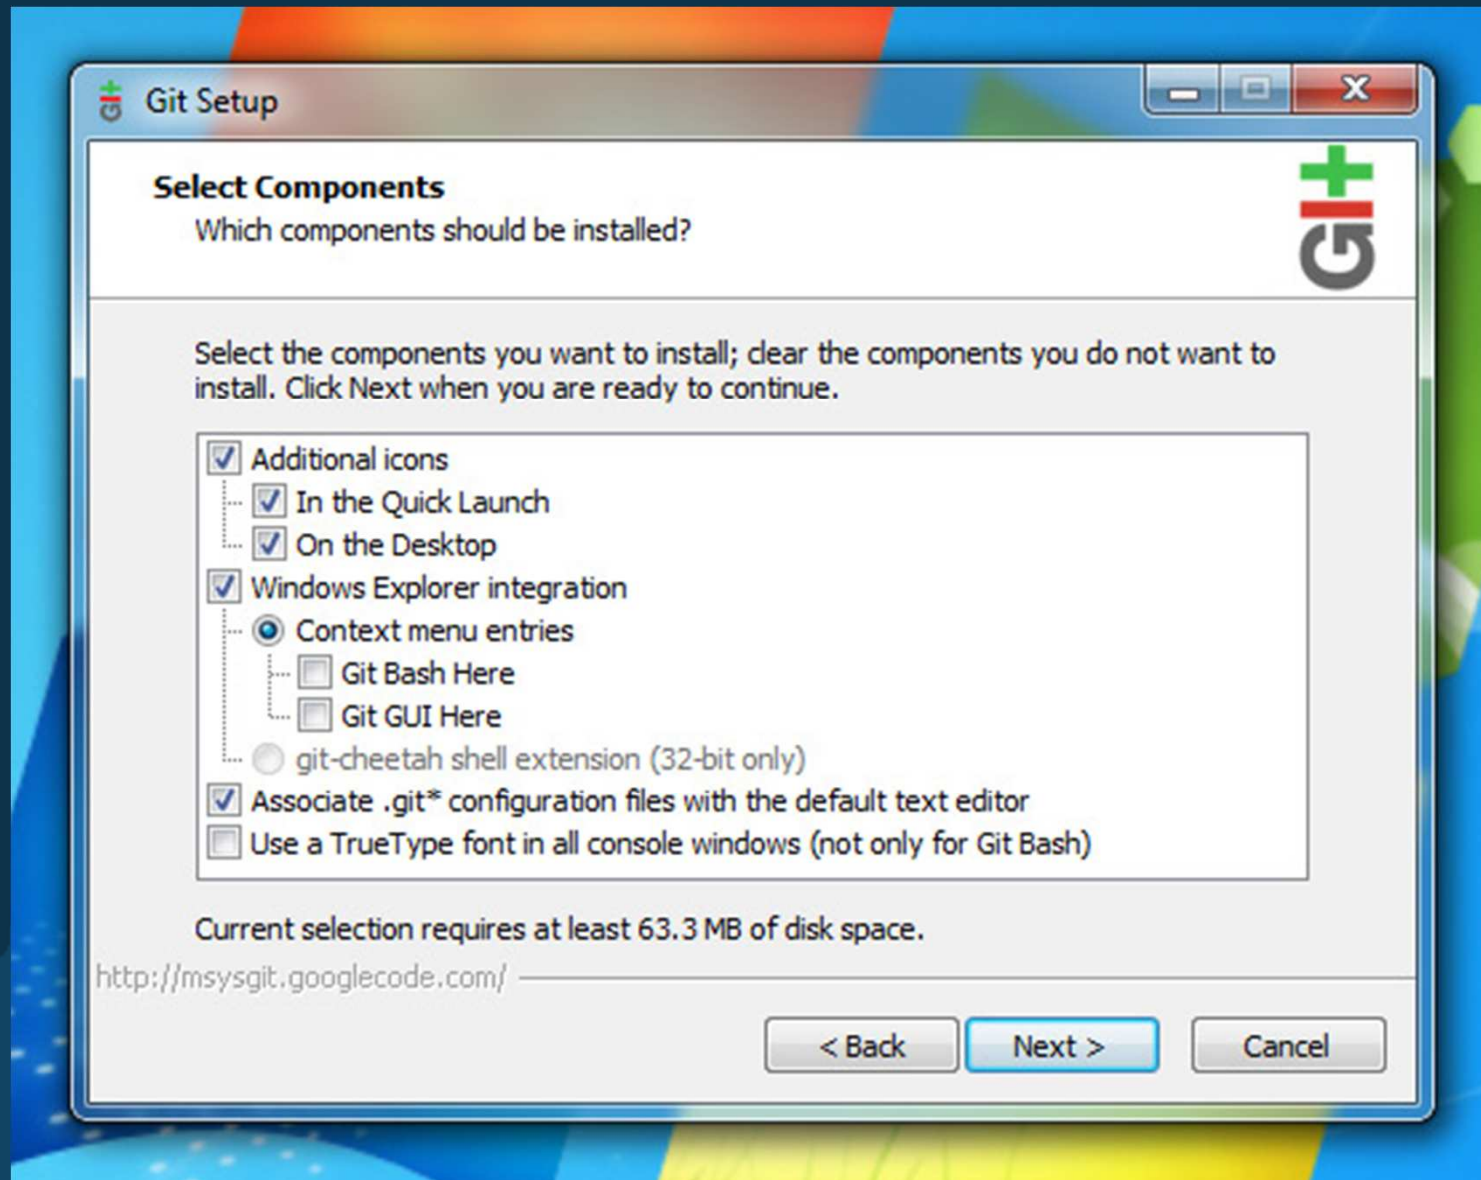 Git Setup
Select Components
Which components should be installed?
GIT
Select the components you want to install; clear the components you do not want to
install. Click Next when you are ready to continue.
Additional icons
In the Quick Launch
On the Desktop
Windows Explorer integration
Context menu entries
Git Bash Here
Git GUI Here
git-cheetah shell extension (32-bit only)
Associate .git* configuration files with the default text editor
Use a TrueType font in all console windows (not only for Git Bash)
Current selection requires at least 63.3 MB of disk space.
http://msysgit.googlecode.com/
< Back
Next >
Cancel